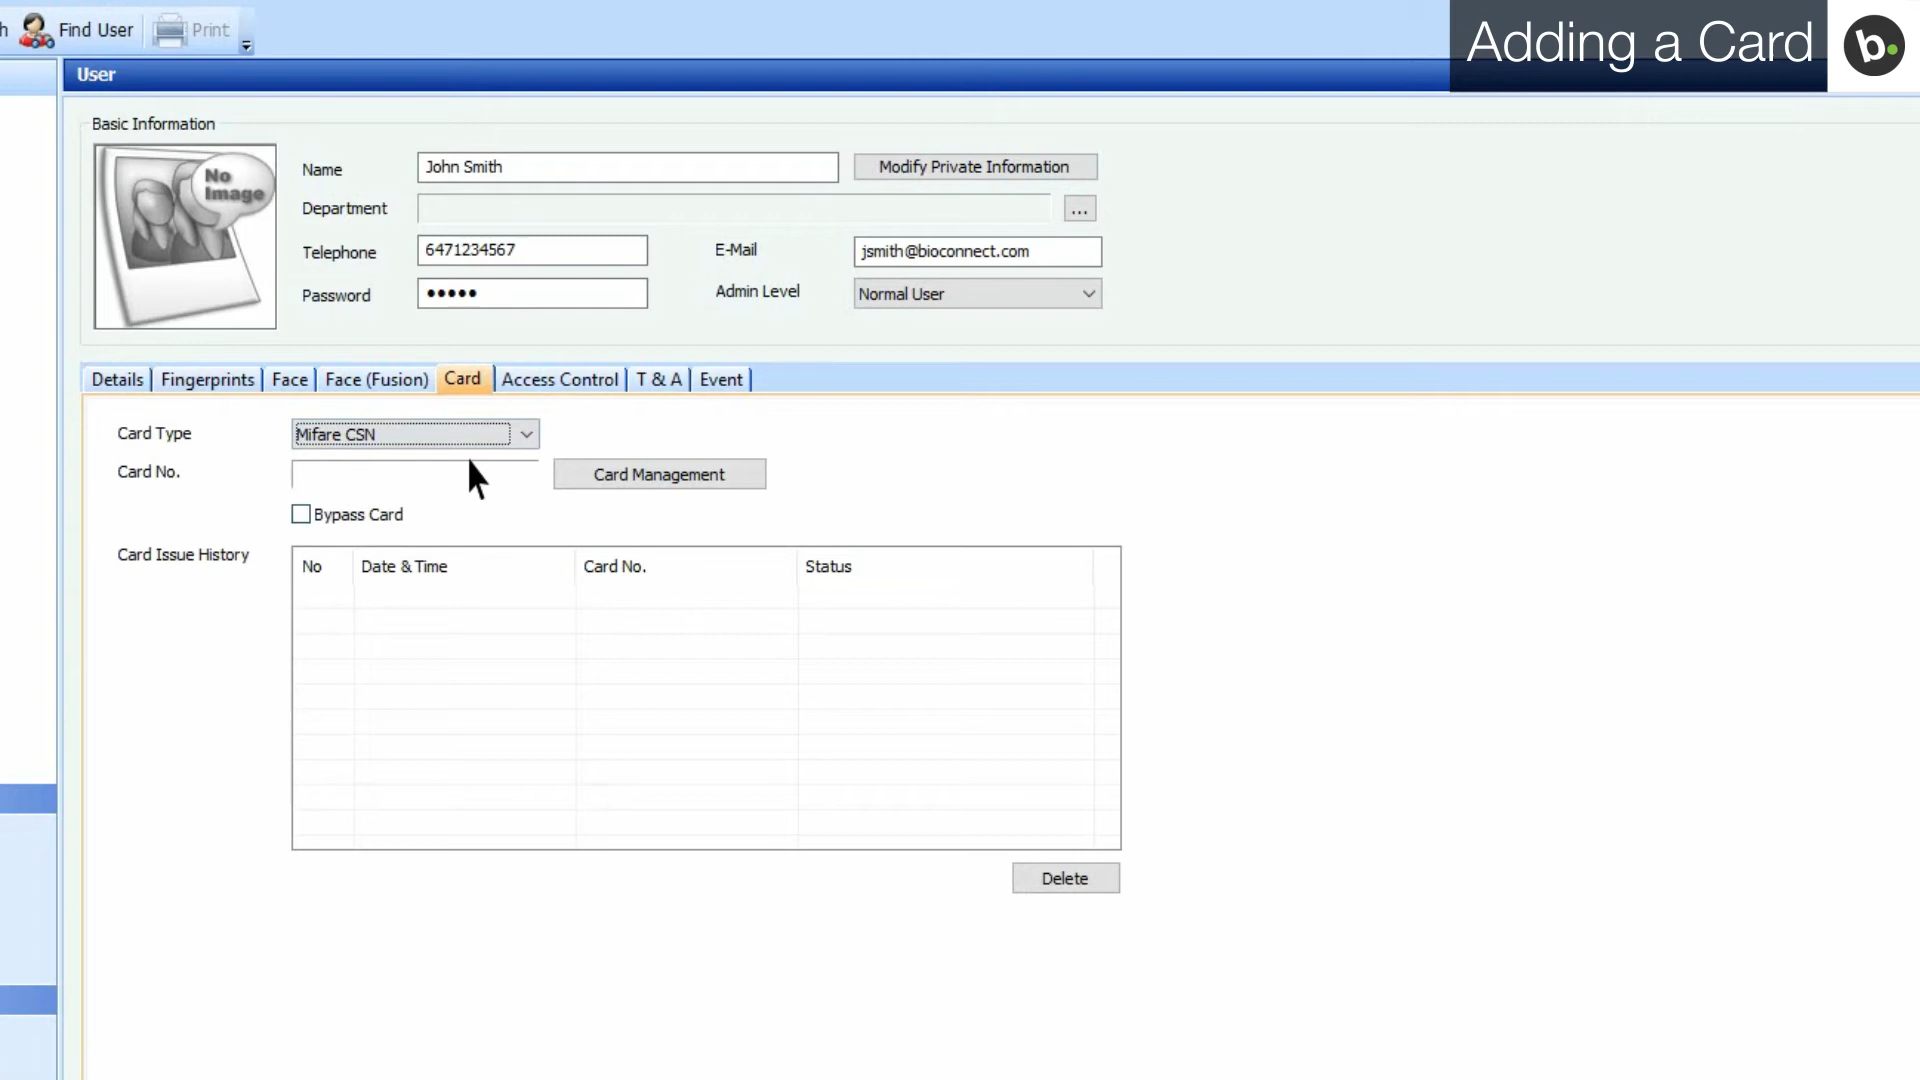 h Find User Print
Adding a Card
b.
User
Basic Information
No
Image
Name John Smith Modify Private Information
Department ...
Telephone 6471234567 E-Mail jsmith@bioconnect.com
Password ••••• Admin Level Normal User
Details Fingerprints Face Face (Fusion) Card Access Control T & A Event
Card Type Mifare CSN
Card No. Card Management
Bypass Card
Card Issue History No Date & Time Card No. Status
Delete